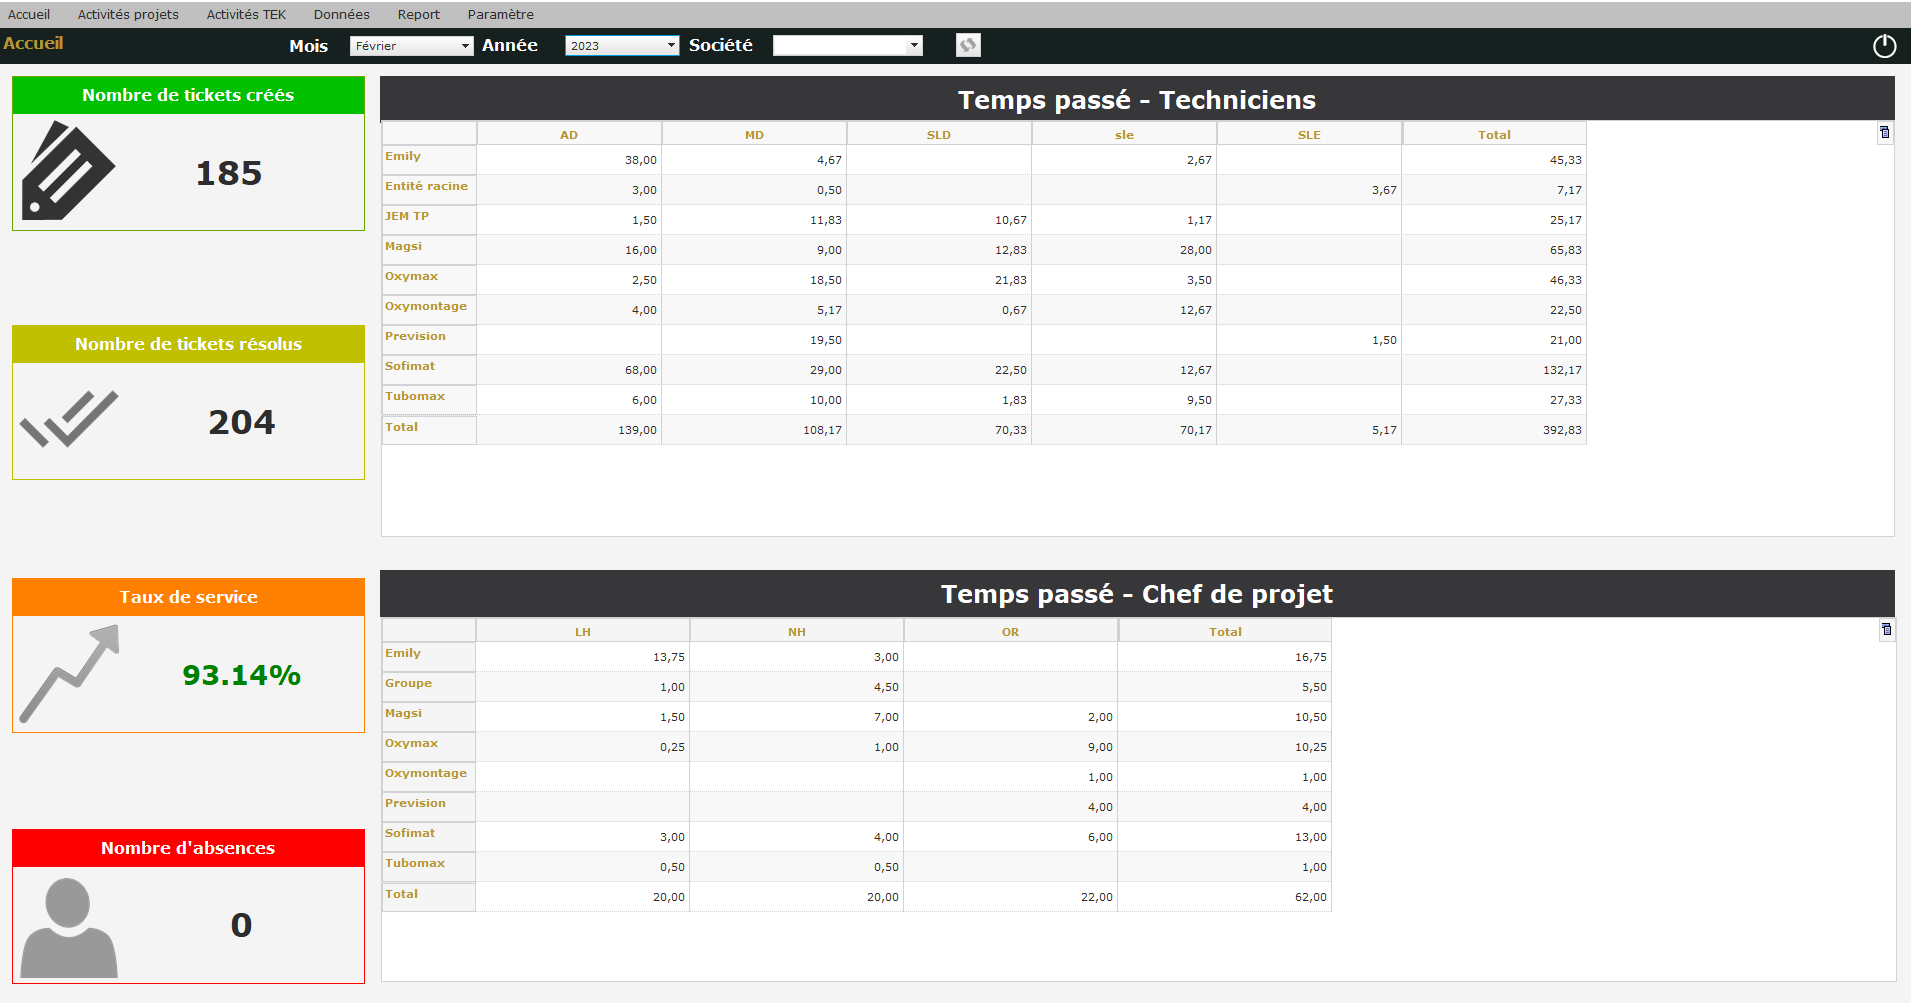 Accueil Activités projets Activités TEK Données Report Paramètre
Accueil Mois Février Année 2023 Société
Nombre de tickets créés
185
Nombre de tickets résolus
204
Taux de service
93.14%
Nombre d'absences
0
Temps passé - Techniciens
AD MD SLD sle SLE Total
Emily 38,00 4,67 2,67 45,33
Entité racine 3,00 0,50 3,67 7,17
JEM TP 1,50 11,83 10,67 1,17 25,17
Magsi 16,00 9,00 12,83 28,00 65,83
Oxymax 2,50 18,50 21,83 3,50 46,33
Oxymontage 4,00 5,17 0,67 12,67 22,50
Prevision 19,50 1,50 21,00
Sofimat 68,00 29,00 22,50 12,67 132,17
Tubomax 6,00 10,00 1,83 9,50 27,33
Total 139,00 108,17 70,33 70,17 5,17 392,83
Temps passé - Chef de projet
LH NH OR Total
Emily 13,75 3,00 16,75
Groupe 1,00 4,50 5,50
Magsi 1,50 7,00 2,00 10,50
Oxymax 0,25 1,00 9,00 10,25
Oxymontage 1,00 1,00
Prevision 4,00 4,00
Sofimat 3,00 4,00 6,00 13,00
Tubomax 0,50 0,50 1,00
Total 20,00 20,00 22,00 62,00